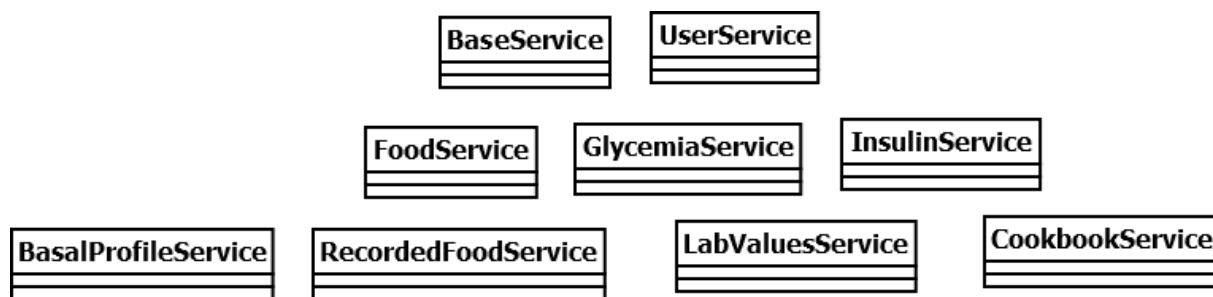 BaseService
UserService
FoodService
GlycemiaService
InsulinService
BasalProfileService
RecordedFoodService
LabValuesService
CookbookService